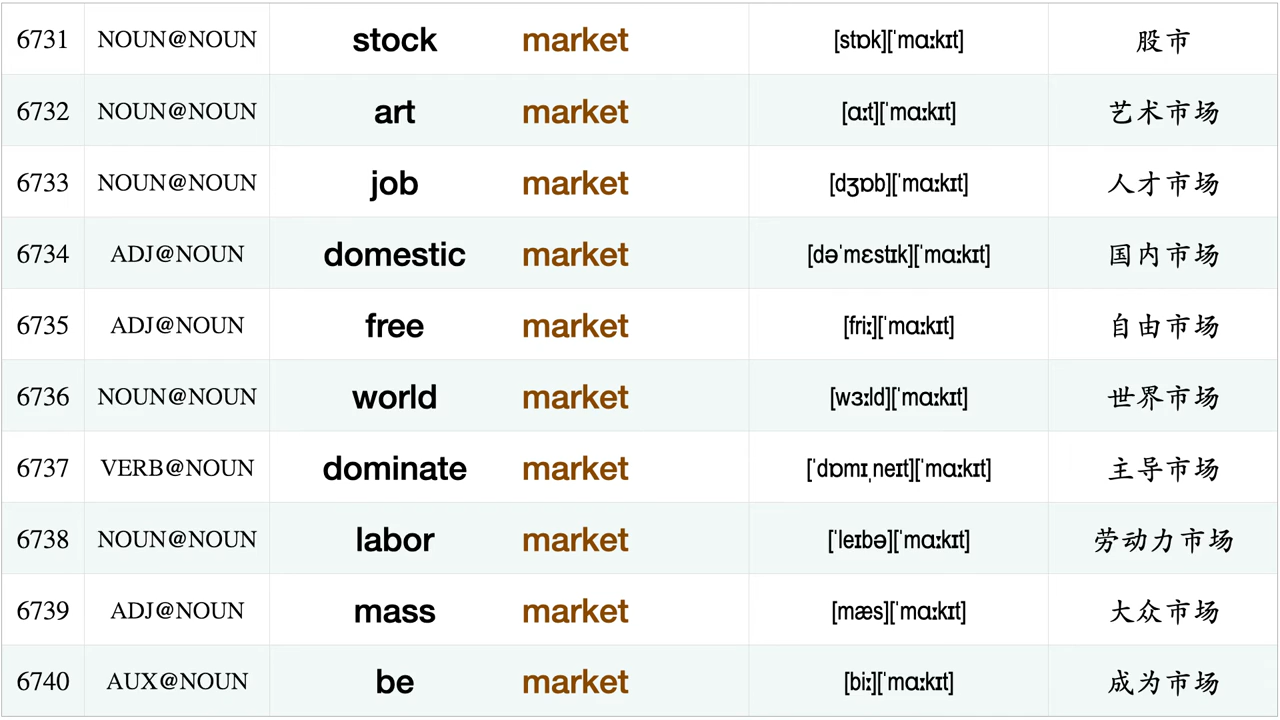 6731 NOUN@NOUN stock market [stɒk][ˈmɑːkɪt] 股市
6732 NOUN@NOUN art market [ɑːt][ˈmɑːkɪt] 艺术市场
6733 NOUN@NOUN job market [dʒɒb][ˈmɑːkɪt] 人才市场
6734 ADJ@NOUN domestic market [dəˈmɛstɪk][ˈmɑːkɪt] 国内市场
6735 ADJ@NOUN free market [friː][ˈmɑːkɪt] 自由市场
6736 NOUN@NOUN world market [wɜːld][ˈmɑːkɪt] 世界市场
6737 VERB@NOUN dominate market [ˈdɒmɪˌneɪt][ˈmɑːkɪt] 主导市场
6738 NOUN@NOUN labor market [ˈleɪbə][ˈmɑːkɪt] 劳动力市场
6739 ADJ@NOUN mass market [mæs][ˈmɑːkɪt] 大众市场
6740 AUX@NOUN be market [biː][ˈmɑːkɪt] 成为市场